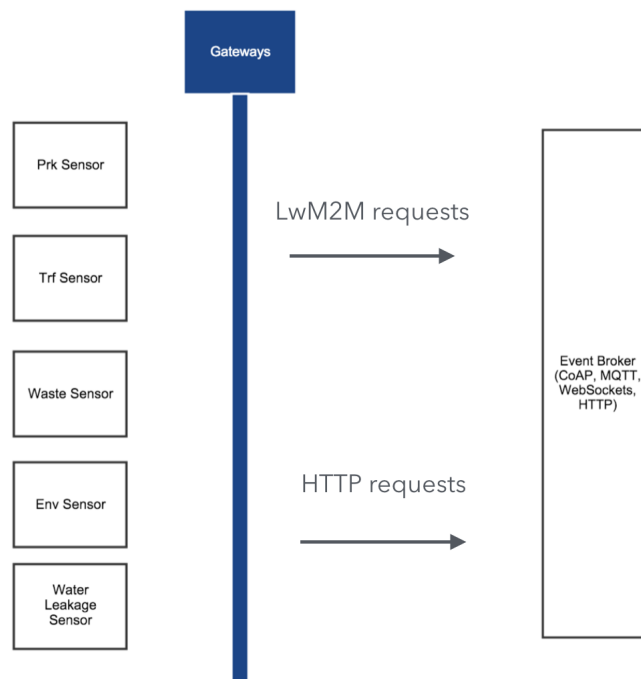 Gateways
Prk Sensor
LwM2M requests
Trf Sensor
Event Broker
(CoAP, MQTT,
WebSockets,
HTTP)
Waste Sensor
HTTP requests
Env Sensor
Water
Leakage
Sensor